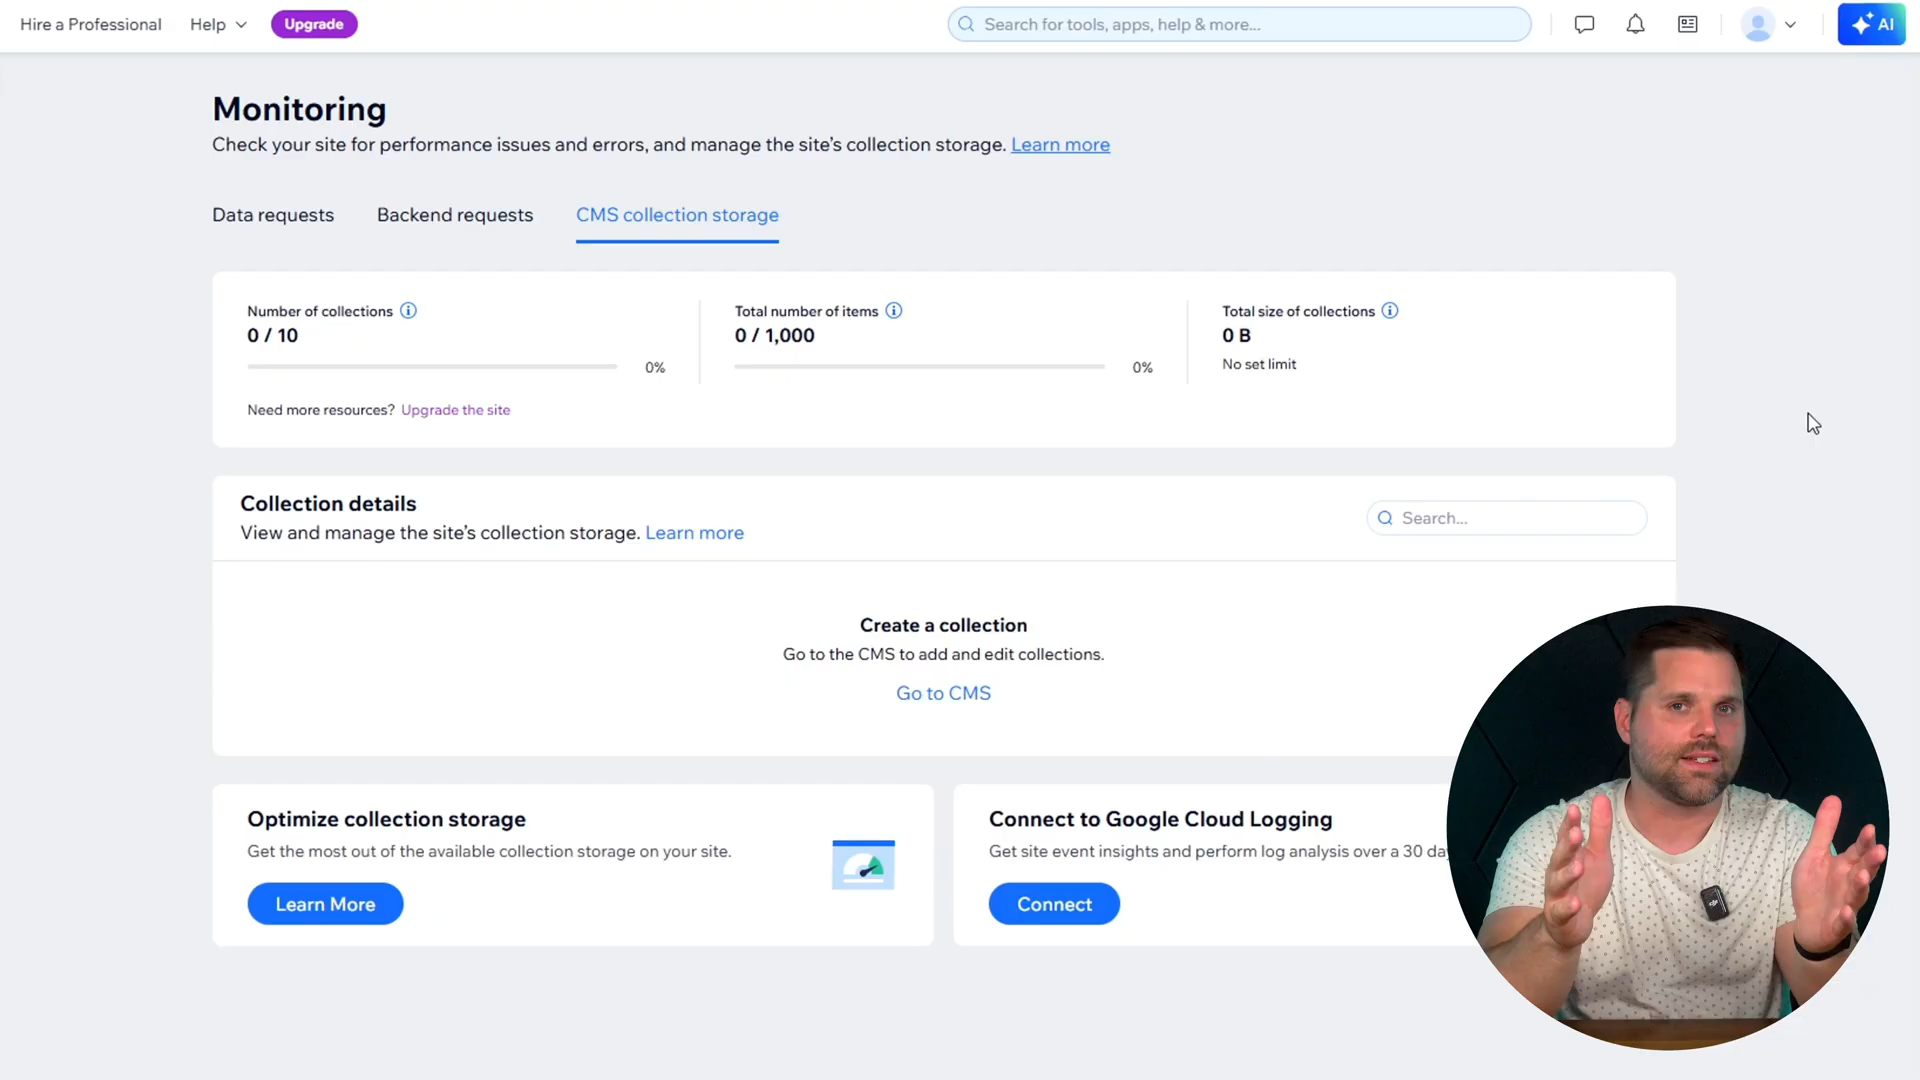 Hire a Professional
Help
Upgrade
Search for tools, apps, help & more...
AI
Monitoring
Check your site for performance issues and errors, and manage the site's collection storage. Learn more
Data requests
Backend requests
CMS collection storage
Number of collections
0 / 10
0%
Total number of items
0 / 1,000
0%
Total size of collections
0 B
No set limit
Need more resources? Upgrade the site
Collection details
View and manage the site's collection storage. Learn more
Search...
Create a collection
Go to the CMS to add and edit collections.
Go to CMS
Optimize collection storage
Get the most out of the available collection storage on your site.
Learn More
Connect to Google Cloud Logging
Get site event insights and perform log analysis over a 30
Connect